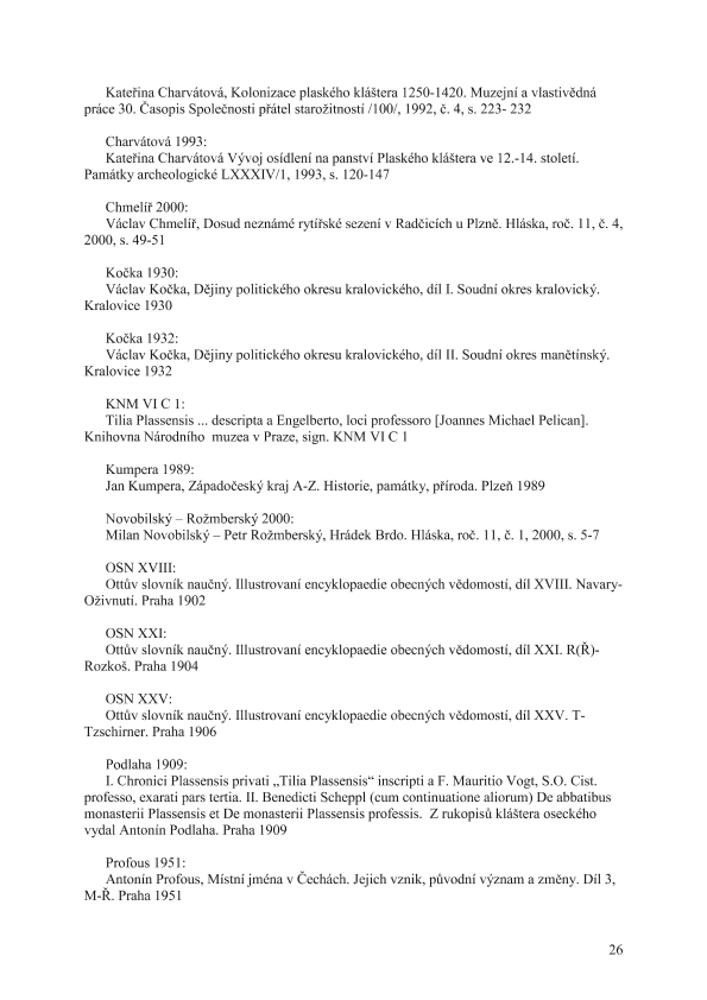 Kateřina Charvátová, Kolonizace plaského kláštera 1250-1420. Muzejní a vlastivědná
práce 30. Časopis Společnosti přátel starožitností /100/, 1992, č. 4, s. 223- 232
Charvátová 1993:
Kateřina Charvátová Vývoj osídlení na panství Plaského kláštera ve 12.-14. století.
Památky archeologické LXXXIV/1, 1993, s. 120-147
Chmelíř 2000:
Václav Chmelíř, Dosud neznámé rytířské sezení v Radčicích u Plzně. Hláska, roč. 11, č. 4,
2000, s. 49-51
Kočka 1930:
Václav Kočka, Dějiny politického okresu kralovického, díl I. Soudní okres kralovický.
Kralovice 1930
Kočka 1932:
Václav Kočka, Dějiny politického okresu kralovického, díl II. Soudní okres manětínský.
Kralovice 1932
KNM VI C 1:
Tilia Plassensis ... descripta a Engelberto, loci professoro [Joannes Michael Pelican].
Knihovna Národního  muzea v Praze, sign. KNM VI C 1
Kumpera 1989:
Jan Kumpera, Západočeský kraj A-Z. Historie, památky, příroda. Plzeň 1989
Novobilský – Rožmberský 2000:
Milan Novobilský – Petr Rožmberský, Hrádek Brdo. Hláska, roč. 11, č. 1, 2000, s. 5-7
OSN XVIII:
Ottův slovník naučný. Illustrovaní encyklopaedie obecných vědomostí, díl XVIII. Navary-
Oživnutí. Praha 1902
OSN XXI:
Ottův slovník naučný. Illustrovaní encyklopaedie obecných vědomostí, díl XXI. R(Ř)-
Rozkoš. Praha 1904
OSN XXV:
Ottův slovník naučný. Illustrovaní encyklopaedie obecných vědomostí, díl XXV. T-
Tzschirner. Praha 1906
Podlaha 1909:
I. Chronici Plassensis privati „Tilia Plassensis“ inscripti a F. Mauritio Vogt, S.O. Cist.
professo, exarati pars tertia. II. Benedicti Scheppl (cum continuatione aliorum) De abbatibus
monasterii Plassensis et De monasterii Plassensis professis.  Z rukopisů kláštera oseckého
vydal Antonín Podlaha. Praha 1909
Profous 1951:
Antonín Profous, Místní jména v Čechách. Jejich vznik, původní význam a změny. Díl 3,
M-Ř. Praha 1951
26